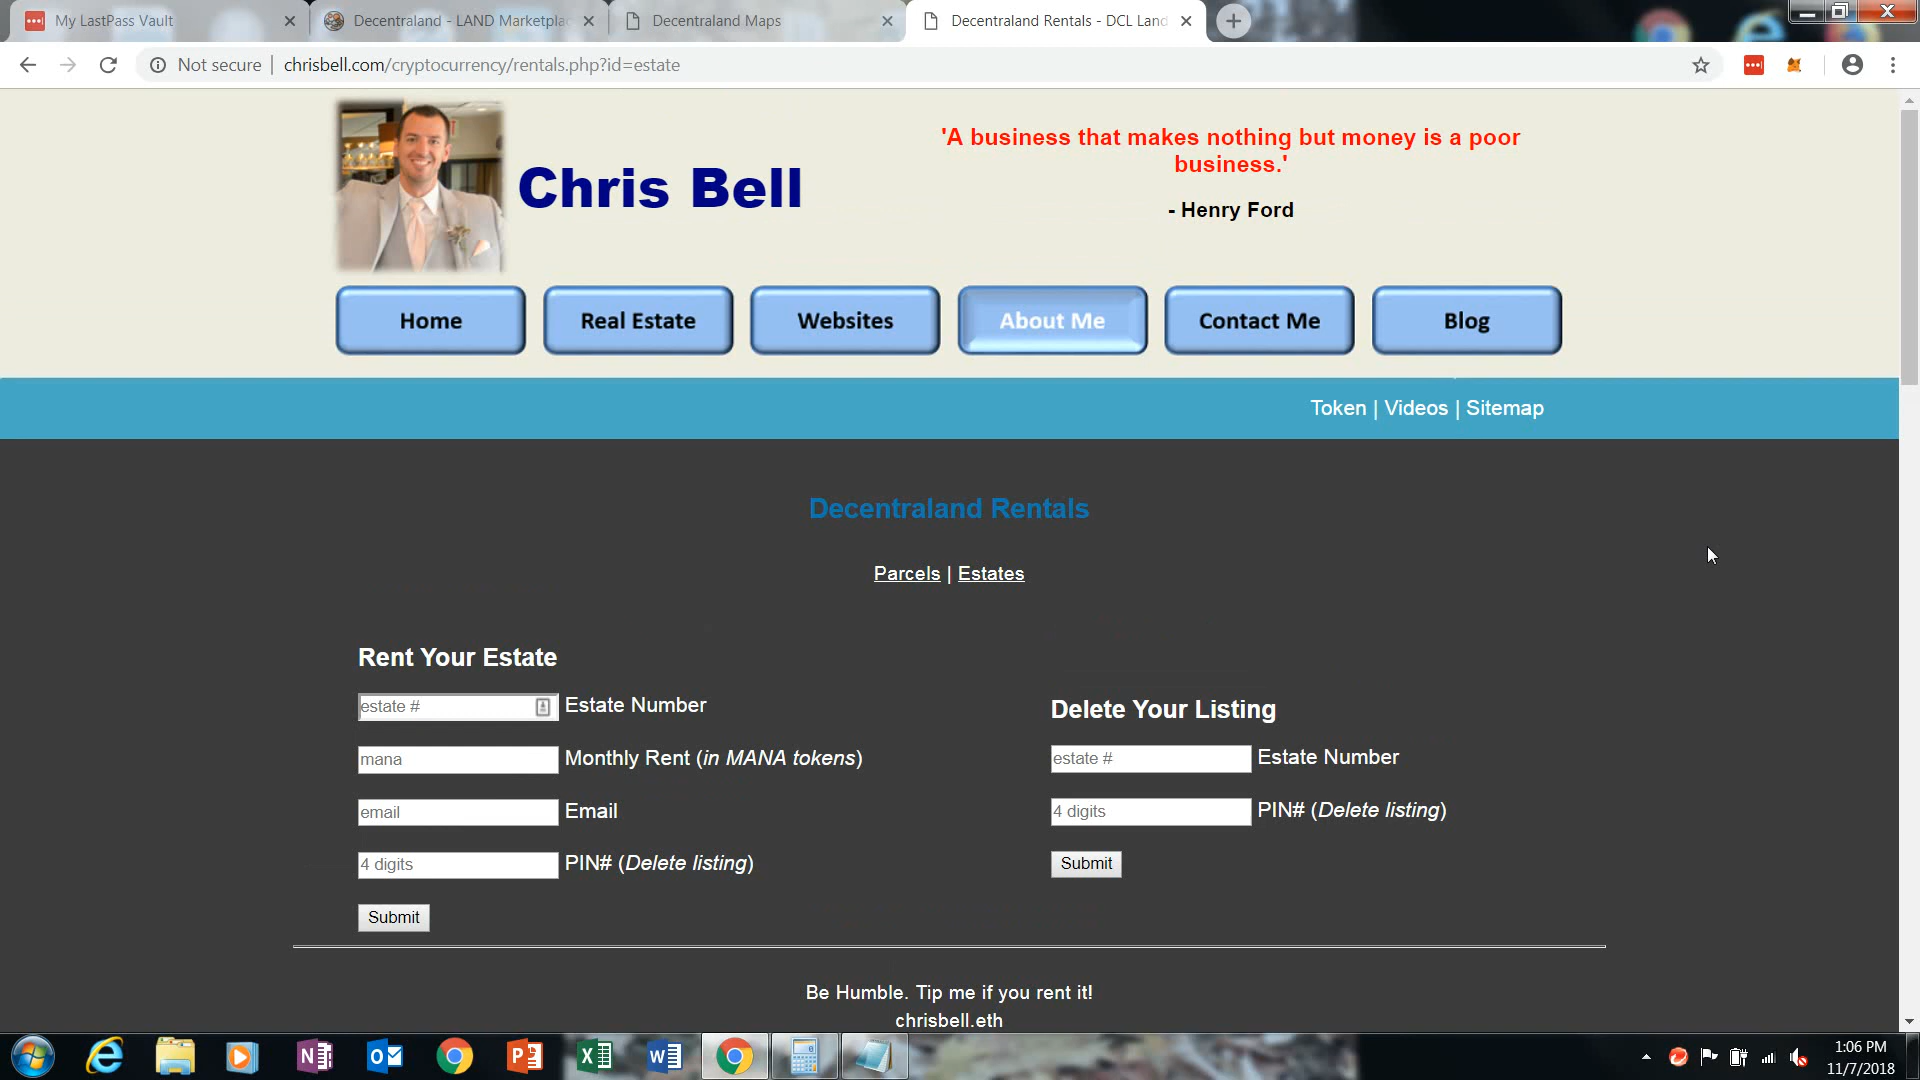 My LastPass Vault
Decentraland - LAND Marketplac
Decentraland Maps
Decentraland Rentals - DCL Land
Not secure | chrisbell.com/cryptocurrency/rentals.php?id=estate
Chris Bell
'A business that makes nothing but money is a poor
business.'
- Henry Ford
Home
Real Estate
Websites
About Me
Contact Me
Blog
Token | Videos | Sitemap
Decentraland Rentals
Parcels | Estates
Rent Your Estate
estate # Estate Number
mana Monthly Rent (in MANA tokens)
email Email
4 digits PIN# (Delete listing)
Submit
Delete Your Listing
estate # Estate Number
4 digits PIN# (Delete listing)
Submit
Be Humble. Tip me if you rent it!
chrisbell.eth
1:06 PM
11/7/2018